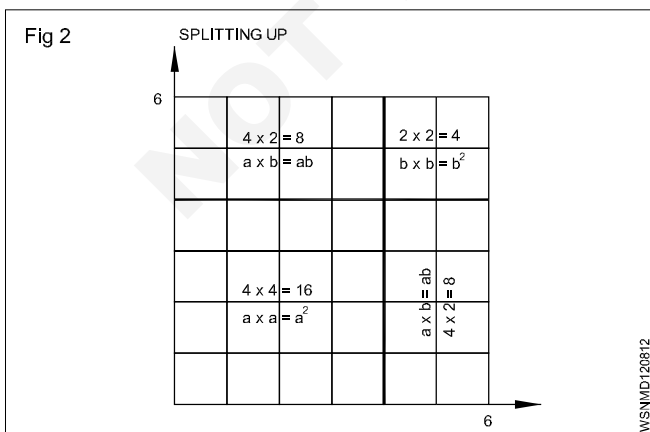 Fig 2
SPLITTING UP
NOT
6
4 x 2 = 8
a x b = ab
2 x 2 = 4
b x b = b²
4 x 4 = 16
a x a = a²
a x b = ab
4 x 2 = 8
6
WSNMD120812